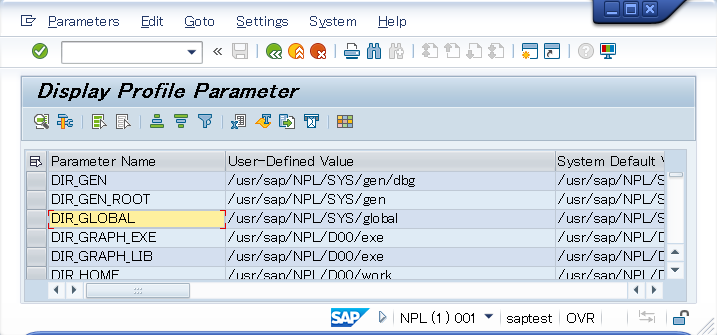 Parameters Edit Goto Settings System Help
Display Profile Parameter
Parameter Name User-Defined Value System Default
DIR_GEN /usr/sap/NPL/SYS/gen/dbg /usr/sap/NPL/S
DIR_GEN_ROOT /usr/sap/NPL/SYS/gen /usr/sap/NPL/S
DIR_GLOBAL /usr/sap/NPL/SYS/global /usr/sap/NPL/S
DIR_GRAPH_EXE /usr/sap/NPL/D00/exe /usr/sap/NPL/D
DIR_GRAPH_LIB /usr/sap/NPL/D00/exe /usr/sap/NPL/D
DIR_HOME /usr/sap/NPL/D00/work /usr/sap/NPL/D
SAP NPL (1) 001 saptest OVR